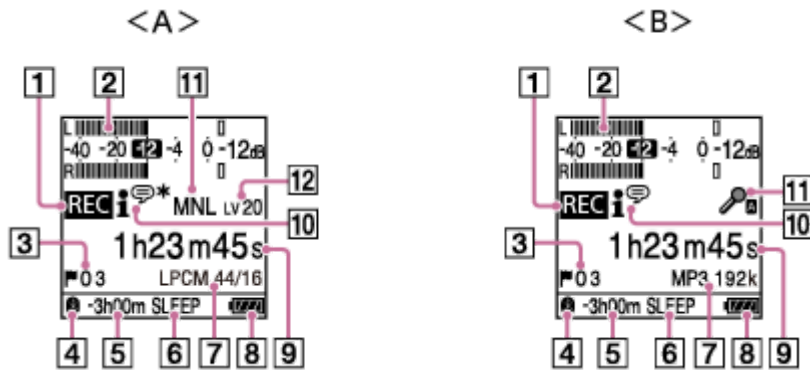 <A> <B>
1 2 11
L
-40 -20 -12 -4 0 -12dB
R
12
REC i * MNL LV20
10
3
1h23m45s
03 LPCM 44/16
-3h00m SLEEP
4 5 6 7 8 9
1 2
L
-40 -20 -12 -4 0 -12dB
R
11
REC i
10
3
1h23m45s
03 MP3 192k
A
-3h00m SLEEP
4 5 6 7 8 9